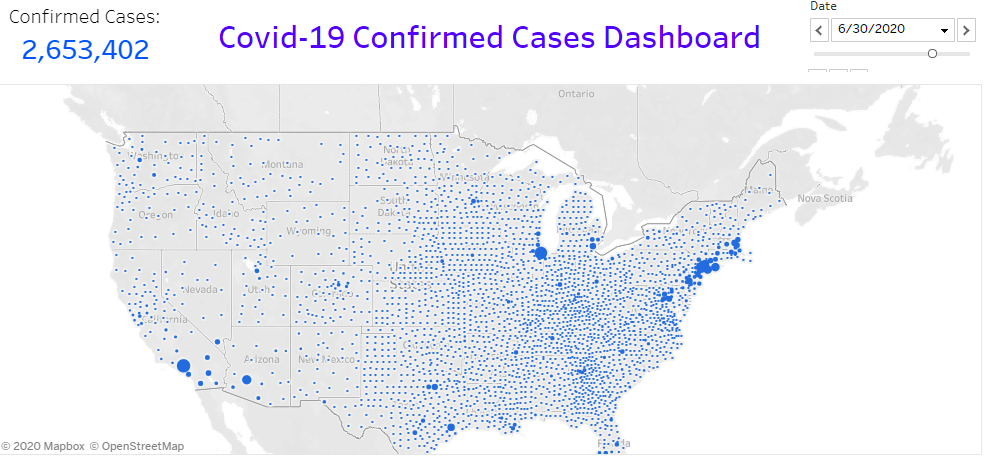 Confirmed Cases:
2,653,402
Covid-19 Confirmed Cases Dashboard
Date
6/30/2020
Ontario
Washington
Montana
North
Dakota
Minnesota
Maine
Nova Scotia
Oregon
Idaho
South
Dakota
Wyoming
Nevada
Utah
California
Arizona
New Mexico
Florida
© 2020 Mapbox © OpenStreetMap